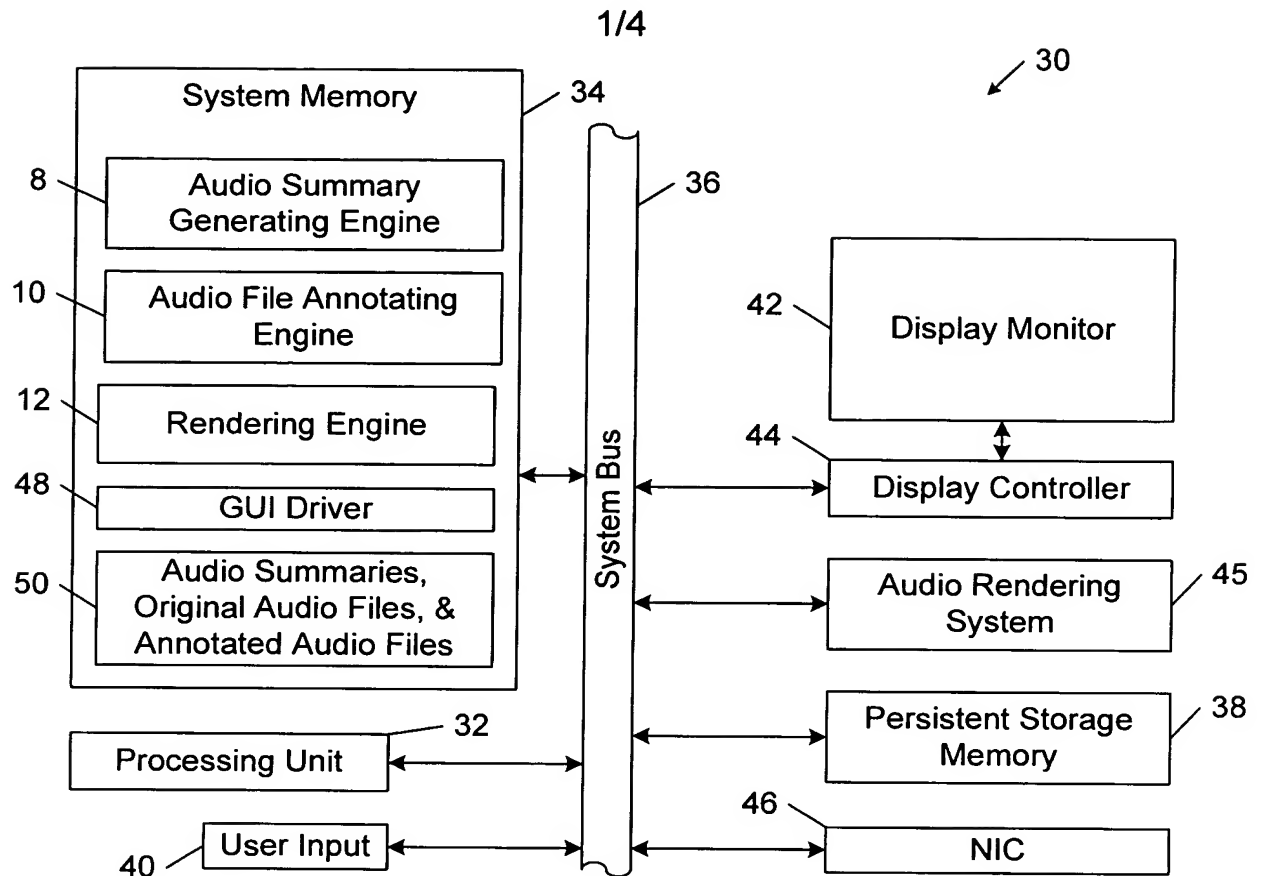 1/4
30
System Memory
34
8
Audio Summary
Generating Engine
36
10
Audio File Annotating
Engine
42
Display Monitor
12
Rendering Engine
44
Display Controller
48
GUI Driver
System Bus
50
Audio Summaries,
Original Audio Files, &
Annotated Audio Files
Audio Rendering
System
45
32
Processing Unit
Persistent Storage
Memory
38
46
User Input
40
NIC